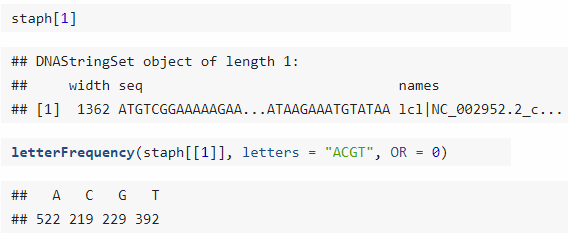 staph[1]
## DNAStringSet object of length 1:
##     width seq                                          names
## [1]  1362 ATGTCGGAAAAAGAA...ATAAGAAATGTATAA lcl|NC_002952.2_c...
letterFrequency(staph[[1]], letters = "ACGT", OR = 0)
##   A   C   G   T
## 522 219 229 392